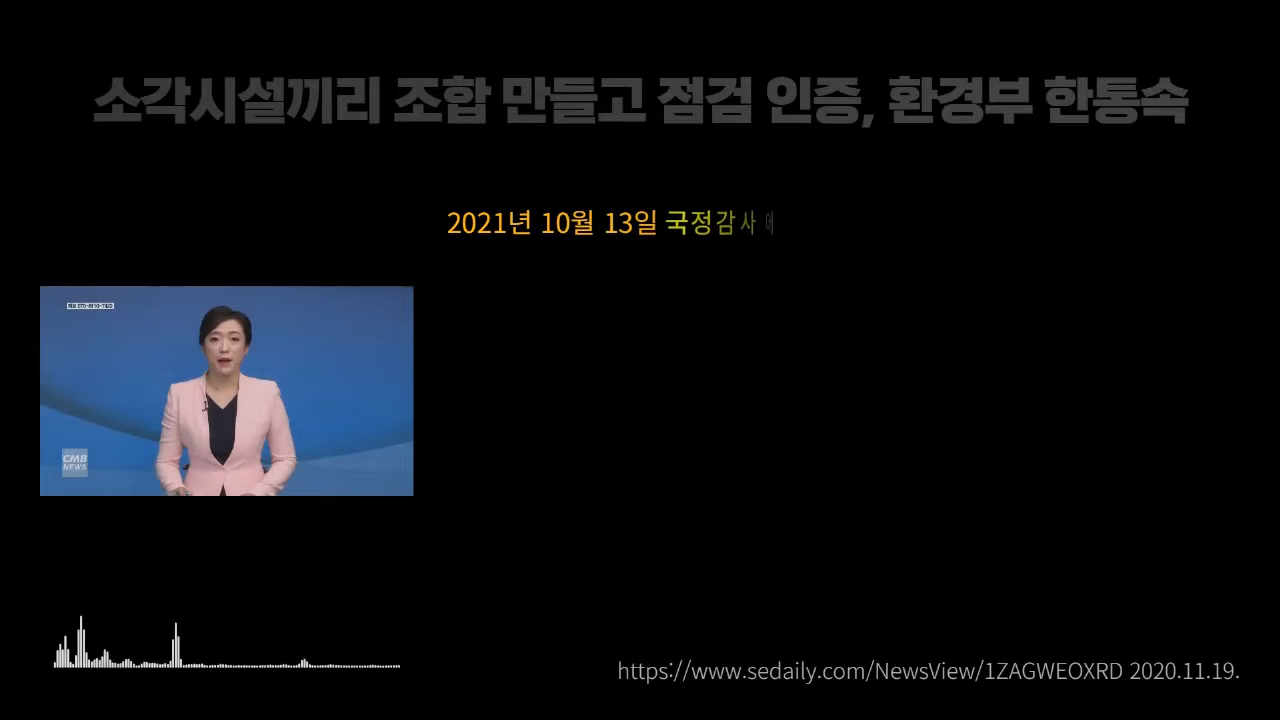 소각시설끼리 조합 만들고 점검 인증, 환경부 한통속
2021년 10월 13일 국정감사 에
CMB
NEWS
https://www.sedaily.com/NewsView/1ZAGWEOXRD 2020.11.19.